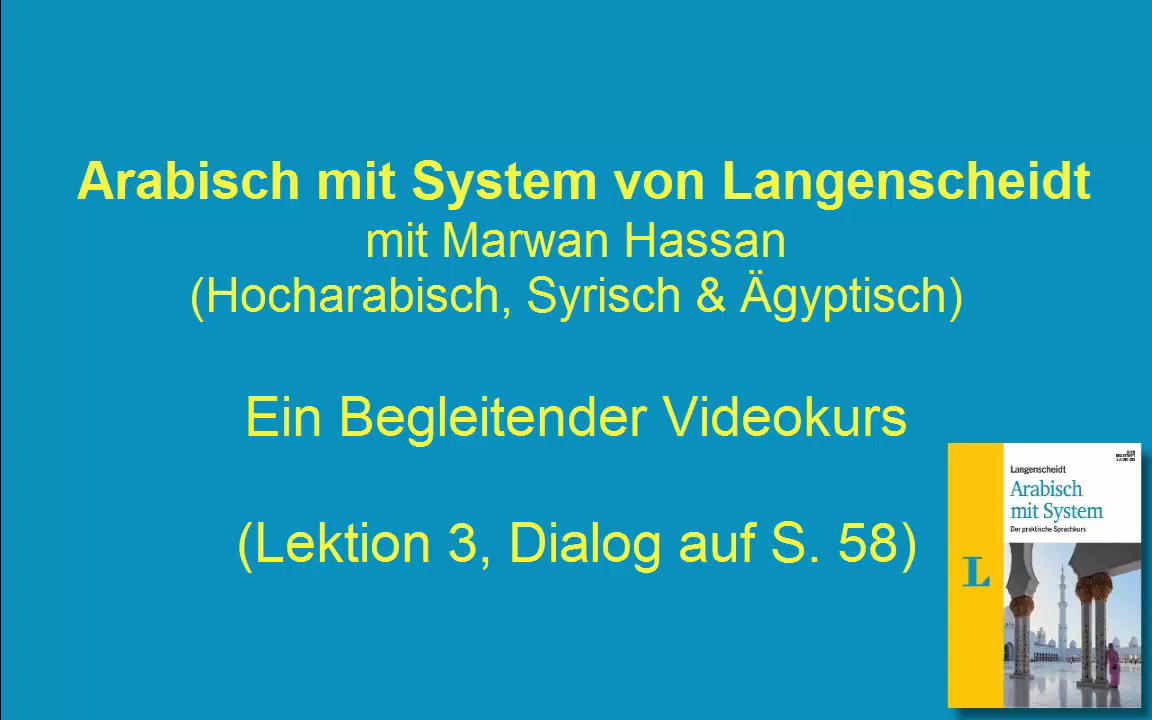 Arabisch mit System von Langenscheidt
mit Marwan Hassan
(Hocharabisch, Syrisch & Ägyptisch)
Ein Begleitender Videokurs
(Lektion 3, Dialog auf S. 58)
Langenscheidt
Arabisch
mit System
Der praktische Sprachkurs
L